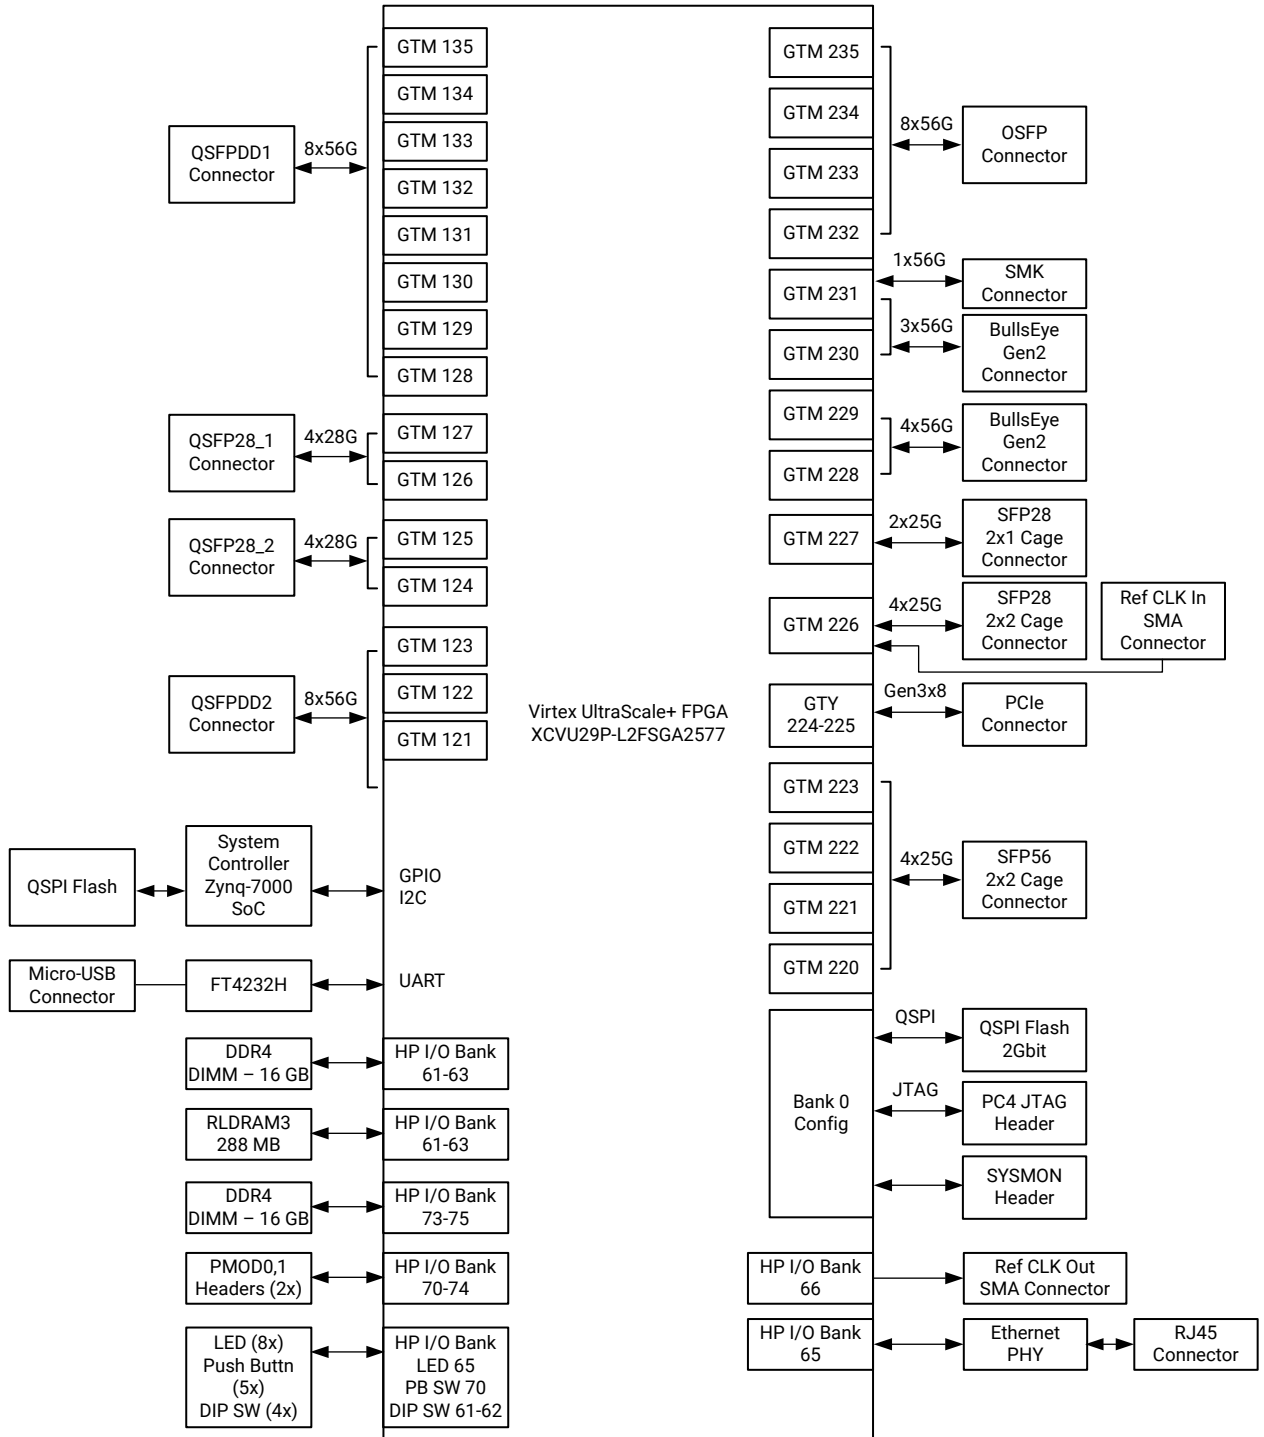 GTM 135
GTM 134
GTM 133
GTM 132
GTM 131
GTM 130
GTM 129
GTM 128
QSFPDD1
Connector
8x56G
GTM 127
GTM 126
QSFP28_1
Connector
4x28G
GTM 125
GTM 124
QSFP28_2
Connector
4x28G
GTM 123
GTM 122
GTM 121
QSFPDD2
Connector
8x56G
QSPI Flash
System
Controller
Zynq-7000
SoC
GPIO
I2C
Micro-USB
Connector
FT4232H
UART
DDR4
DIMM – 16 GB
HP I/O Bank
61-63
RLDRAM3
288 MB
HP I/O Bank
61-63
DDR4
DIMM – 16 GB
HP I/O Bank
73-75
PMOD0,1
Headers (2x)
HP I/O Bank
70-74
LED (8x)
Push Buttn
(5x)
DIP SW (4x)
HP I/O Bank
LED 65
PB SW 70
DIP SW 61-62
Virtex UltraScale+ FPGA
XCVU29P-L2FSGA2577
GTM 235
GTM 234
GTM 233
GTM 232
8x56G
OSFP
Connector
GTM 231
GTM 230
1x56G
SMK
Connector
3x56G
BullsEye
Gen2
Connector
GTM 229
GTM 228
4x56G
BullsEye
Gen2
Connector
GTM 227
2x25G
SFP28
2x1 Cage
Connector
GTM 226
4x25G
SFP28
2x2 Cage
Connector
Ref CLK In
SMA
Connector
GTY
224-225
Gen3x8
PCIe
Connector
GTM 223
GTM 222
GTM 221
GTM 220
4x25G
SFP56
2x2 Cage
Connector
Bank 0
Config
QSPI
QSPI Flash
2Gbit
JTAG
PC4 JTAG
Header
SYSMON
Header
HP I/O Bank
66
Ref CLK Out
SMA Connector
HP I/O Bank
65
Ethernet
PHY
RJ45
Connector